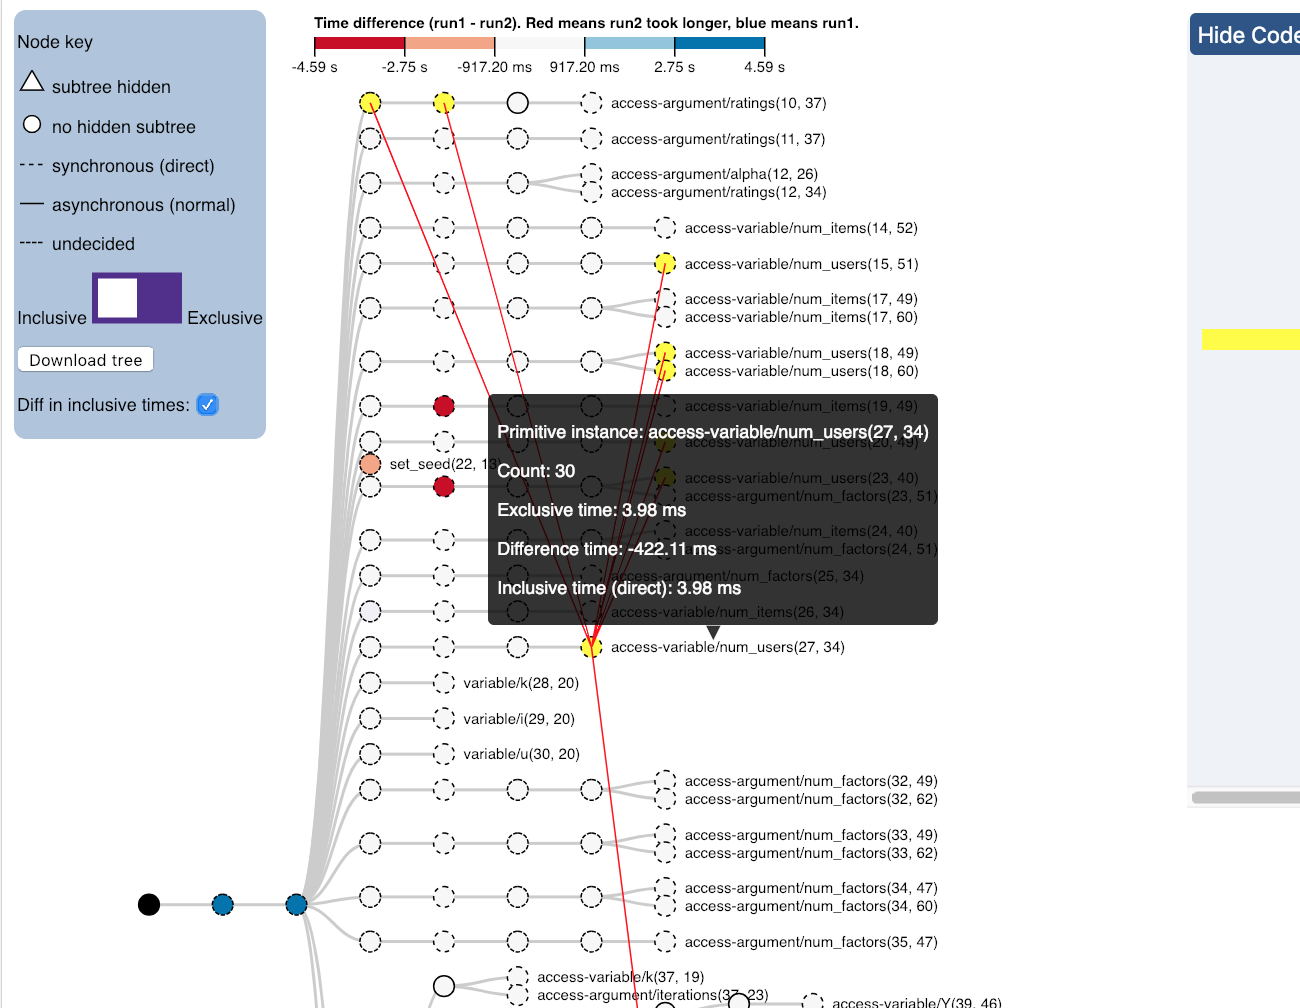 Node key
subtree hidden
no hidden subtree
synchronous (direct)
asynchronous (normal)
undecided
Inclusive Exclusive
Download tree
Diff in inclusive times:
Time difference (run1 - run2). Red means run2 took longer, blue means run1.
-4.59 s -2.75 s -917.20 ms 917.20 ms 2.75 s 4.59 s
Hide Code
access-argument/ratings(10, 37)
access-argument/ratings(11, 37)
access-argument/alpha(12, 26)
access-argument/ratings(12, 34)
access-variable/num_items(14, 52)
access-variable/num_users(15, 51)
access-variable/num_items(17, 49)
access-variable/num_items(17, 60)
access-variable/num_users(18, 49)
access-variable/num_users(18, 60)
access-variable/num_items(19, 49)
Primitive instance: access-variable/num_users(27, 34)
access-variable/num_users(20, 49)
set_seed(22, 13)
Count: 30
access-variable/num_users(23, 40)
access-argument/num_factors(23, 51)
Exclusive time: 3.98 ms
access-variable/num_items(24, 40)
Difference time: -422.11 ms
access-argument/num_factors(24, 51)
access-argument/num_factors(25, 34)
Inclusive time (direct): 3.98 ms
access-variable/num_items(26, 34)
access-variable/num_users(27, 34)
variable/k(28, 20)
variable/i(29, 20)
variable/u(30, 20)
access-argument/num_factors(32, 49)
access-argument/num_factors(32, 62)
access-argument/num_factors(33, 49)
access-argument/num_factors(33, 62)
access-argument/num_factors(34, 47)
access-argument/num_factors(34, 60)
access-argument/num_factors(35, 47)
access-variable/k(37, 19)
access-argument/iterations(37, 23)
access-variable/Y(39, 46)